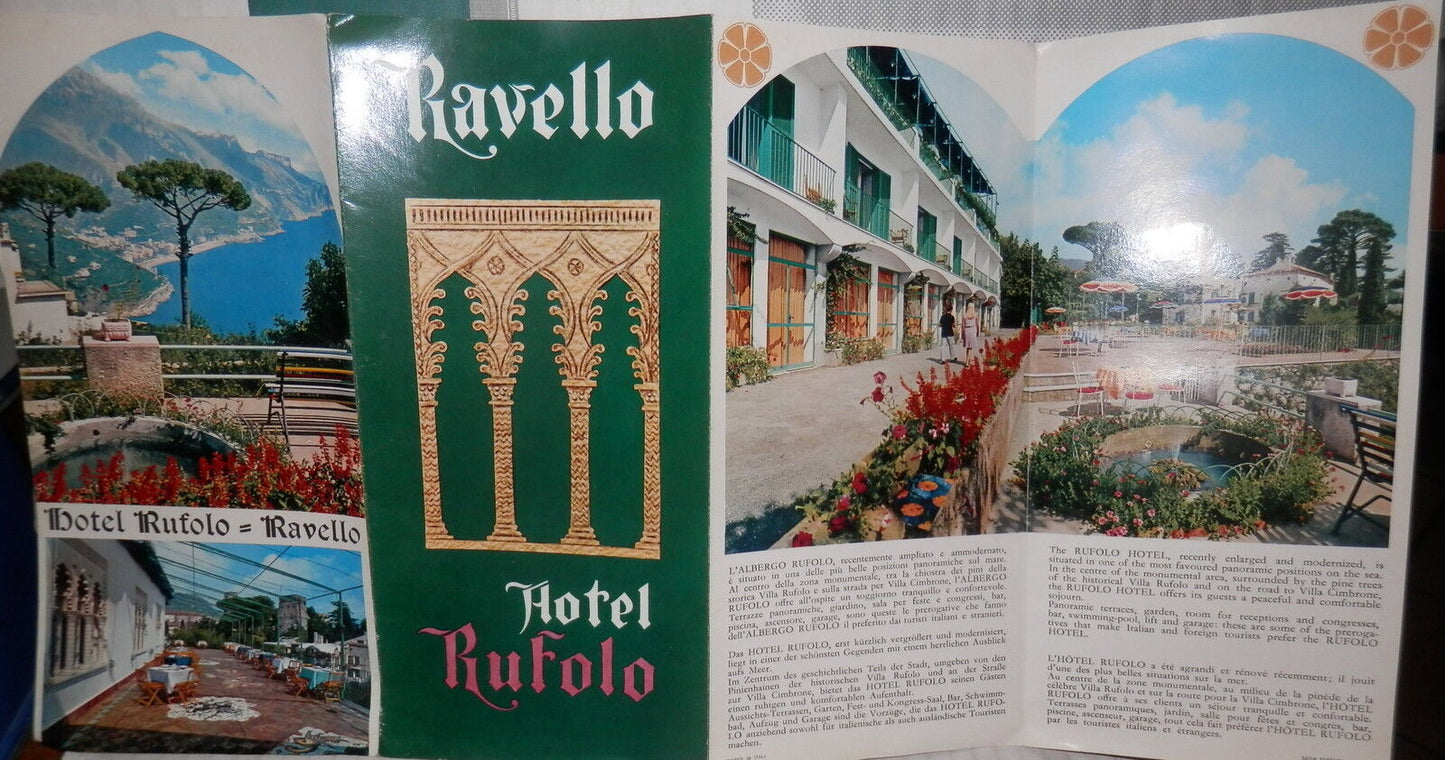 Hotel Rufolo = Ravello
Ravello
Hotel
Rufolo
L'ALBERGO RUFOLO, recentemente ampliato e ammodernato,
è situato in una delle più belle posizioni panoramiche sul mare.
Al centro della zona monumentale, tra la chiostra dei pini della
storica Villa Rufolo e sulla strada per Villa Cimbrone, l'ALBERGO
RUFOLO offre all'ospite un soggiorno tranquillo e confortevole.
Terrazze panoramiche, giardino, sala per feste e congressi, bar,
piscina, ascensore, garage, sono queste le prerogative che fanno
dell'ALBERGO RUFOLO il preferito dai turisti italiani e stranieri.
Das HOTEL RUFOLO, erst kürzlich vergrößert und modernisiert,
liegt in einer der schönsten Gegenden mit einem herrlichen Ausblick
aufs Meer.
Im Zentrum des geschichtlichen Teils der Stadt, umgeben von den
Pinienhainen der historischen Villa Rufolo und an der Straße
zur Villa Cimbrone, bietet das HOTEL RUFOLO seinen Gästen
einen ruhigen und komfortablen Aufenthalt.
Aussichts-Terrassen, Garten, Fest- und Kongress-Saal, Bar, Schwimm-
bad, Aufzug und Garage sind die Vorzüge, die das HOTEL RUFO-
LO anziehend sowohl für italienische als auch ausländische Touristen
machen.
The RUFOLO HOTEL, recently enlarged and modernized, is
situated in one of the most favoured panoramic positions on the sea.
In the centre of the monumental area, surrounded by the pine trees
of the historical Villa Rufolo and on the road to Villa Cimbrone,
the RUFOLO HOTEL offers its guests a peaceful and comfortable
sojourn.
Panoramic terraces, garden, room for receptions and congresses,
bar, swimming-pool, lift and garage: these are some of the preroga-
tives that make Italian and foreign tourists prefer the RUFOLO
HOTEL.
L'HÔTEL RUFOLO a été agrandi et rénové récemment; il jouit
d'une des plus belles situations sur la mer.
Au centre de la zone monumentale, au milieu de la pinède de la
célèbre Villa Rufolo et sur la route pour la Villa Cimbrone, l'HÔTEL
RUFOLO offre à ses clients un séjour tranquille et confortable.
Terrasses panoramiques, jardin, salle pour fêtes et congrès, bar,
piscine, ascenseur, garage, tout cela fait préférer l'HÔTEL RUFOLO
par les touristes italiens et étrangers.